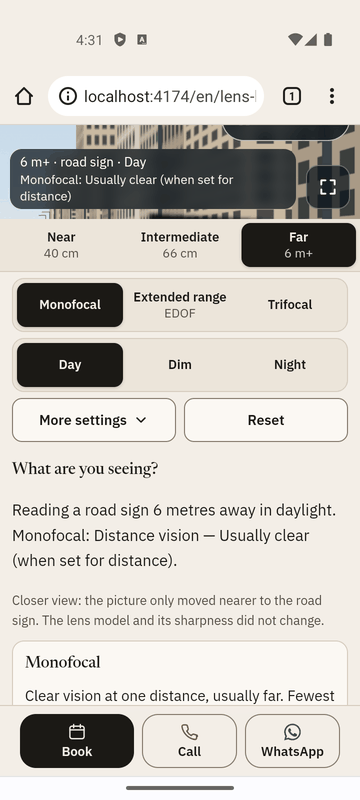 4:31
localhost:4174/en/lens-
1
6 m+ · road sign · Day
Monofocal: Usually clear (when set for
distance)
Near
40 cm
Intermediate
66 cm
Far
6 m+
Monofocal
Extended range
EDOF
Trifocal
Day
Dim
Night
More settings
Reset
What are you seeing?
Reading a road sign 6 metres away in daylight.
Monofocal: Distance vision — Usually clear
(when set for distance).
Closer view: the picture only moved nearer to the road
sign. The lens model and its sharpness did not change.
Monofocal
Clear vision at one distance, usually far. Fewest
Book
Call
WhatsApp